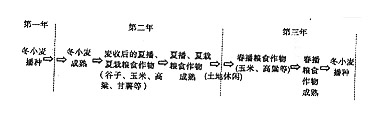 第一年
第二年
第三年
冬小麦
播种
冬小麦
成熟
麦收后的夏播、
夏栽粮食作物
(谷子、玉米、高
粱、甘薯等)
夏播、夏栽
粮食作物
成熟
(土地休闲)
春播粮食作物
(玉米、高粱等)
春播
粮食
作物
成熟
冬小麦
播种